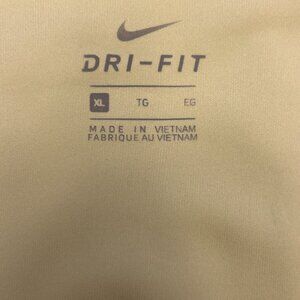 DRI-FIT
XL TG EG
MADE IN VIETNAM
FABRIQUE AU VIETNAM